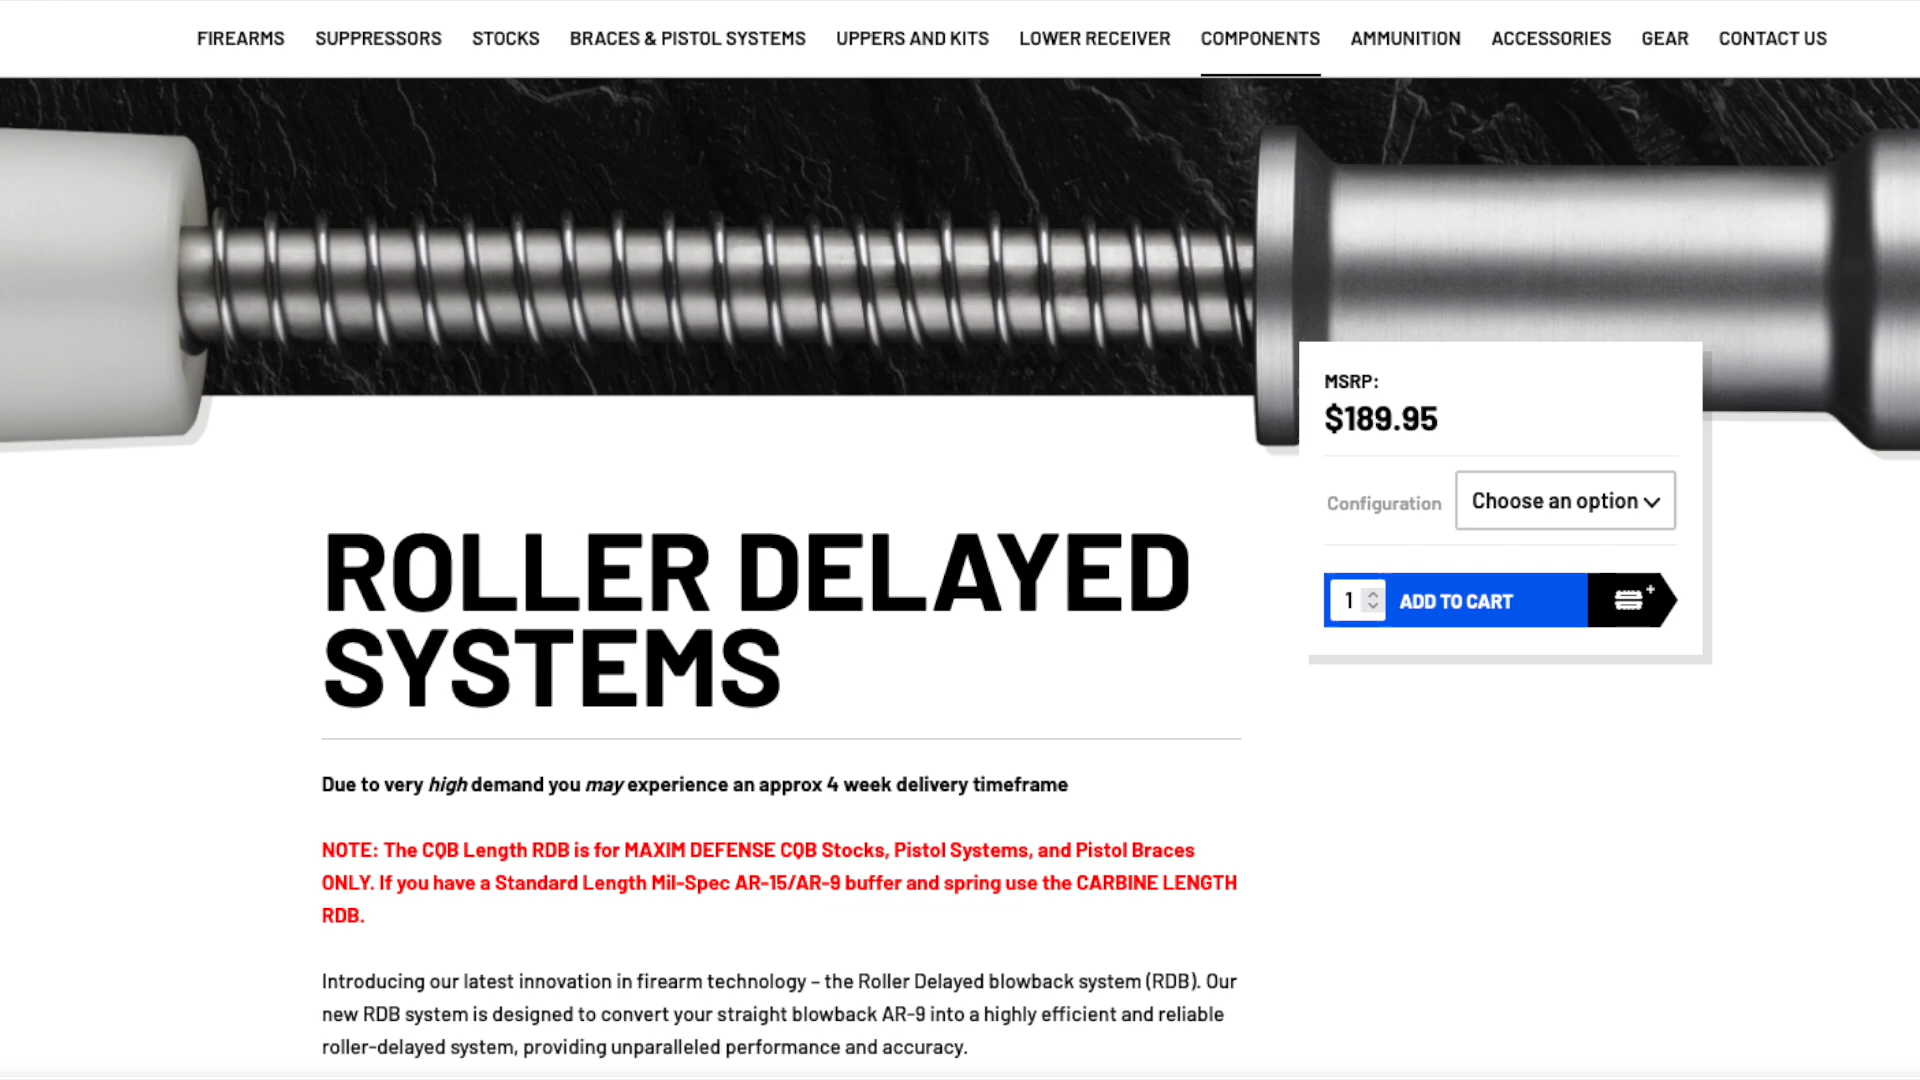 FIREARMS SUPPRESSORS STOCKS BRACES & PISTOL SYSTEMS UPPERS AND KITS LOWER RECEIVER COMPONENTS AMMUNITION ACCESSORIES GEAR CONTACT US
MSRP:
$189.95
Configuration Choose an option
1 ADD TO CART
ROLLER DELAYED
SYSTEMS
Due to very high demand you may experience an approx 4 week delivery timeframe
NOTE: The CQB Length RDB is for MAXIM DEFENSE CQB Stocks, Pistol Systems, and Pistol Braces
ONLY. If you have a Standard Length Mil-Spec AR-15/AR-9 buffer and spring use the CARBINE LENGTH
RDB.
Introducing our latest innovation in firearm technology – the Roller Delayed blowback system (RDB). Our
new RDB system is designed to convert your straight blowback AR-9 into a highly efficient and reliable
roller-delayed system, providing unparalleled performance and accuracy.